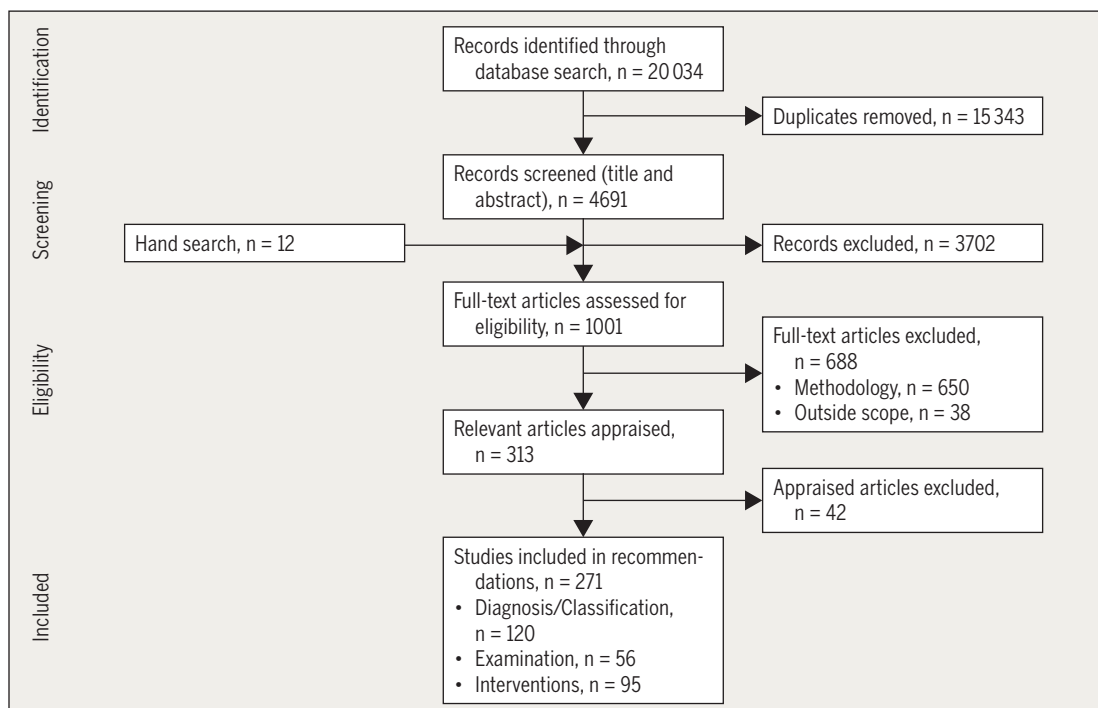 Identification
Records identified through
database search, n = 20 034
Duplicates removed, n = 15 343
Screening
Records screened (title and
abstract), n = 4691
Hand search, n = 12
Records excluded, n = 3702
Eligibility
Full-text articles assessed for
eligibility, n = 1001
Full-text articles excluded,
n = 688
• Methodology, n = 650
• Outside scope, n = 38
Relevant articles appraised,
n = 313
Appraised articles excluded,
n = 42
Included
Studies included in recommen-
dations, n = 271
• Diagnosis/Classification,
n = 120
• Examination, n = 56
• Interventions, n = 95